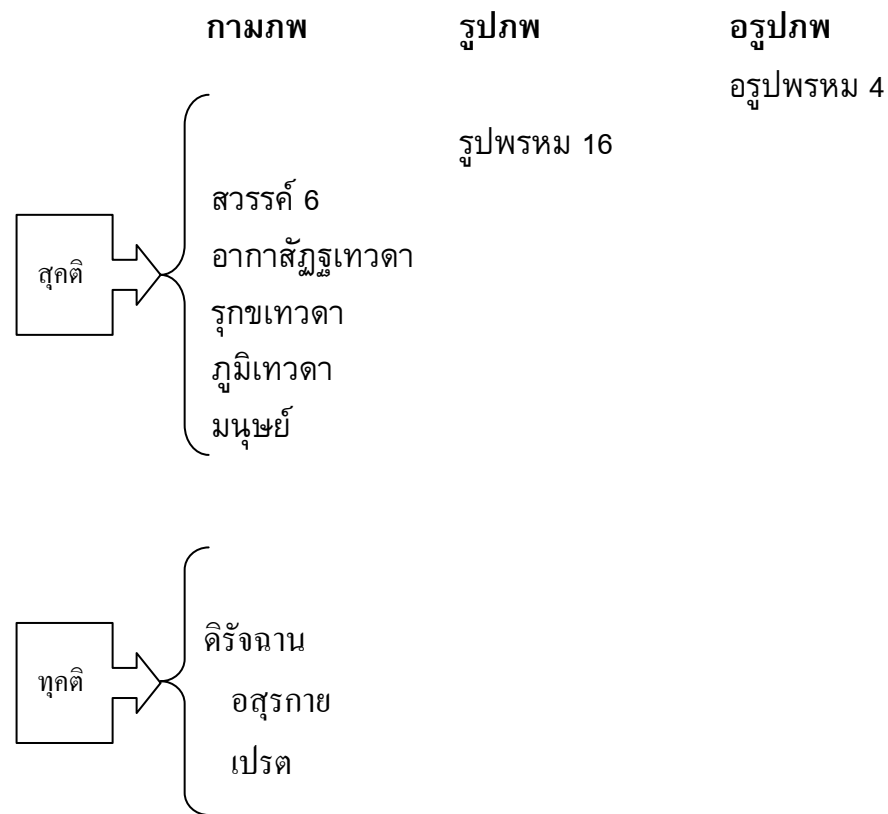 กามภพ รูปภพ อรูปภพ
อรูปพรหม 4
รูปพรหม 16
สวรรค์ 6
อากาสัฏฐเทวดา
สุคติ
รุกขเทวดา
ภูมิเทวดา
มนุษย์
ดิรัจฉาน
ทุคติ
อสุรกาย
เปรต